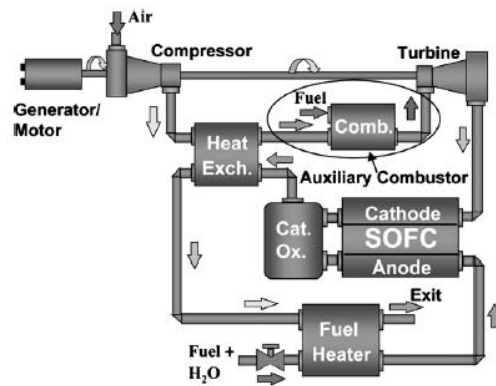 Air
Compressor
Turbine
Generator/
Motor
Fuel
Comb.
Heat
Exch.
Auxiliary Combustor
Cat.
Ox.
Cathode
SOFC
Anode
Exit
Fuel
Heater
Fuel +
H₂O